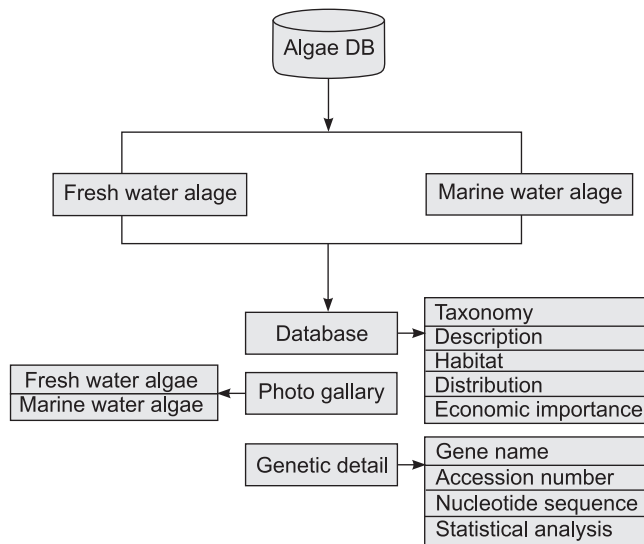 Algae DB
Fresh water alage
Marine water alage
Database
Taxonomy
Description
Habitat
Distribution
Economic importance
Fresh water algae
Marine water algae
Photo gallary
Genetic detail
Gene name
Accession number
Nucleotide sequence
Statistical analysis